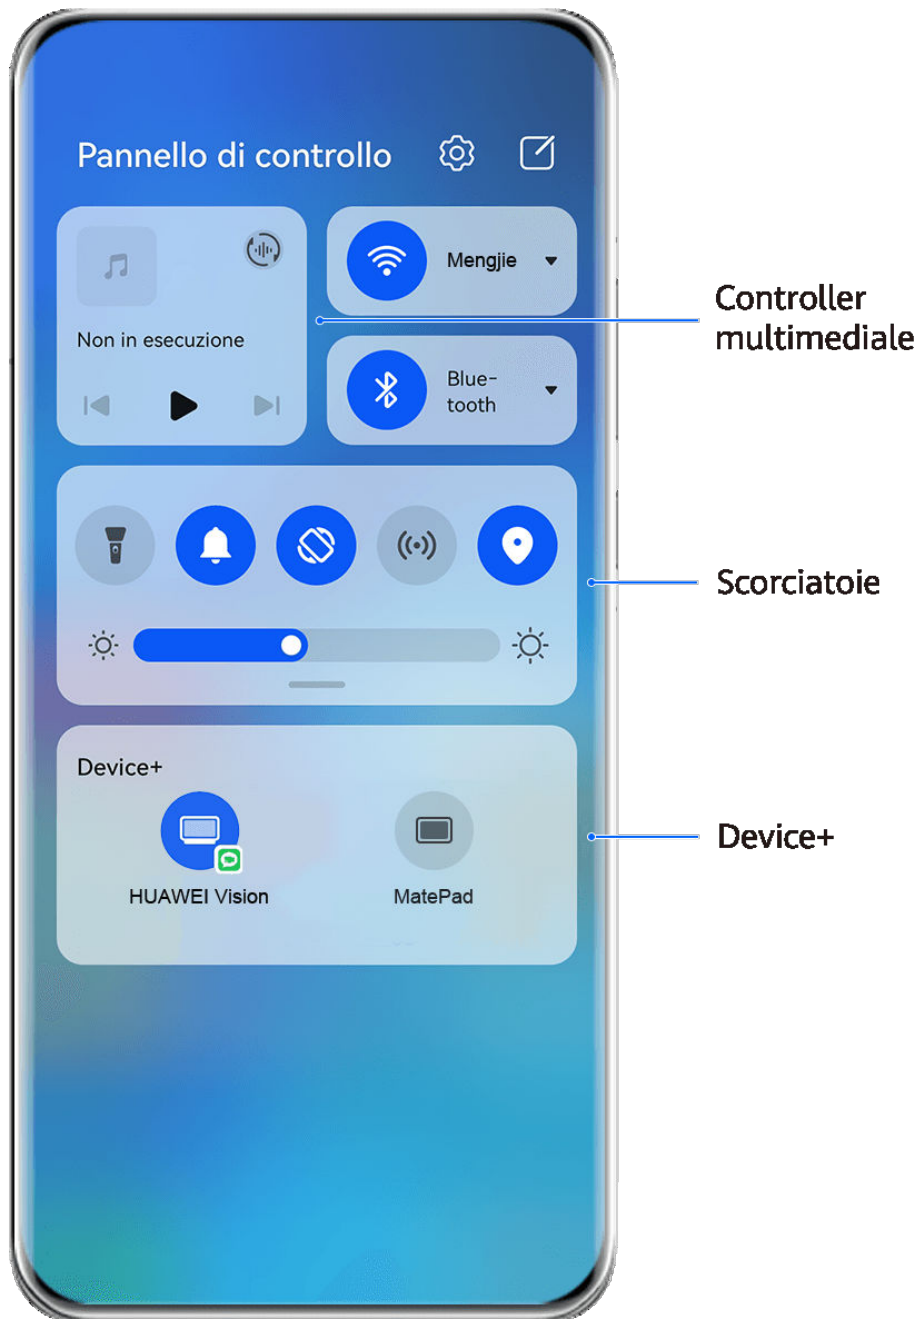 Pannello di controllo
Non in esecuzione
Mengjie
Blue-
tooth
Controller
multimediale
Scorciatoie
Device+
HUAWEI Vision
MatePad
Device+